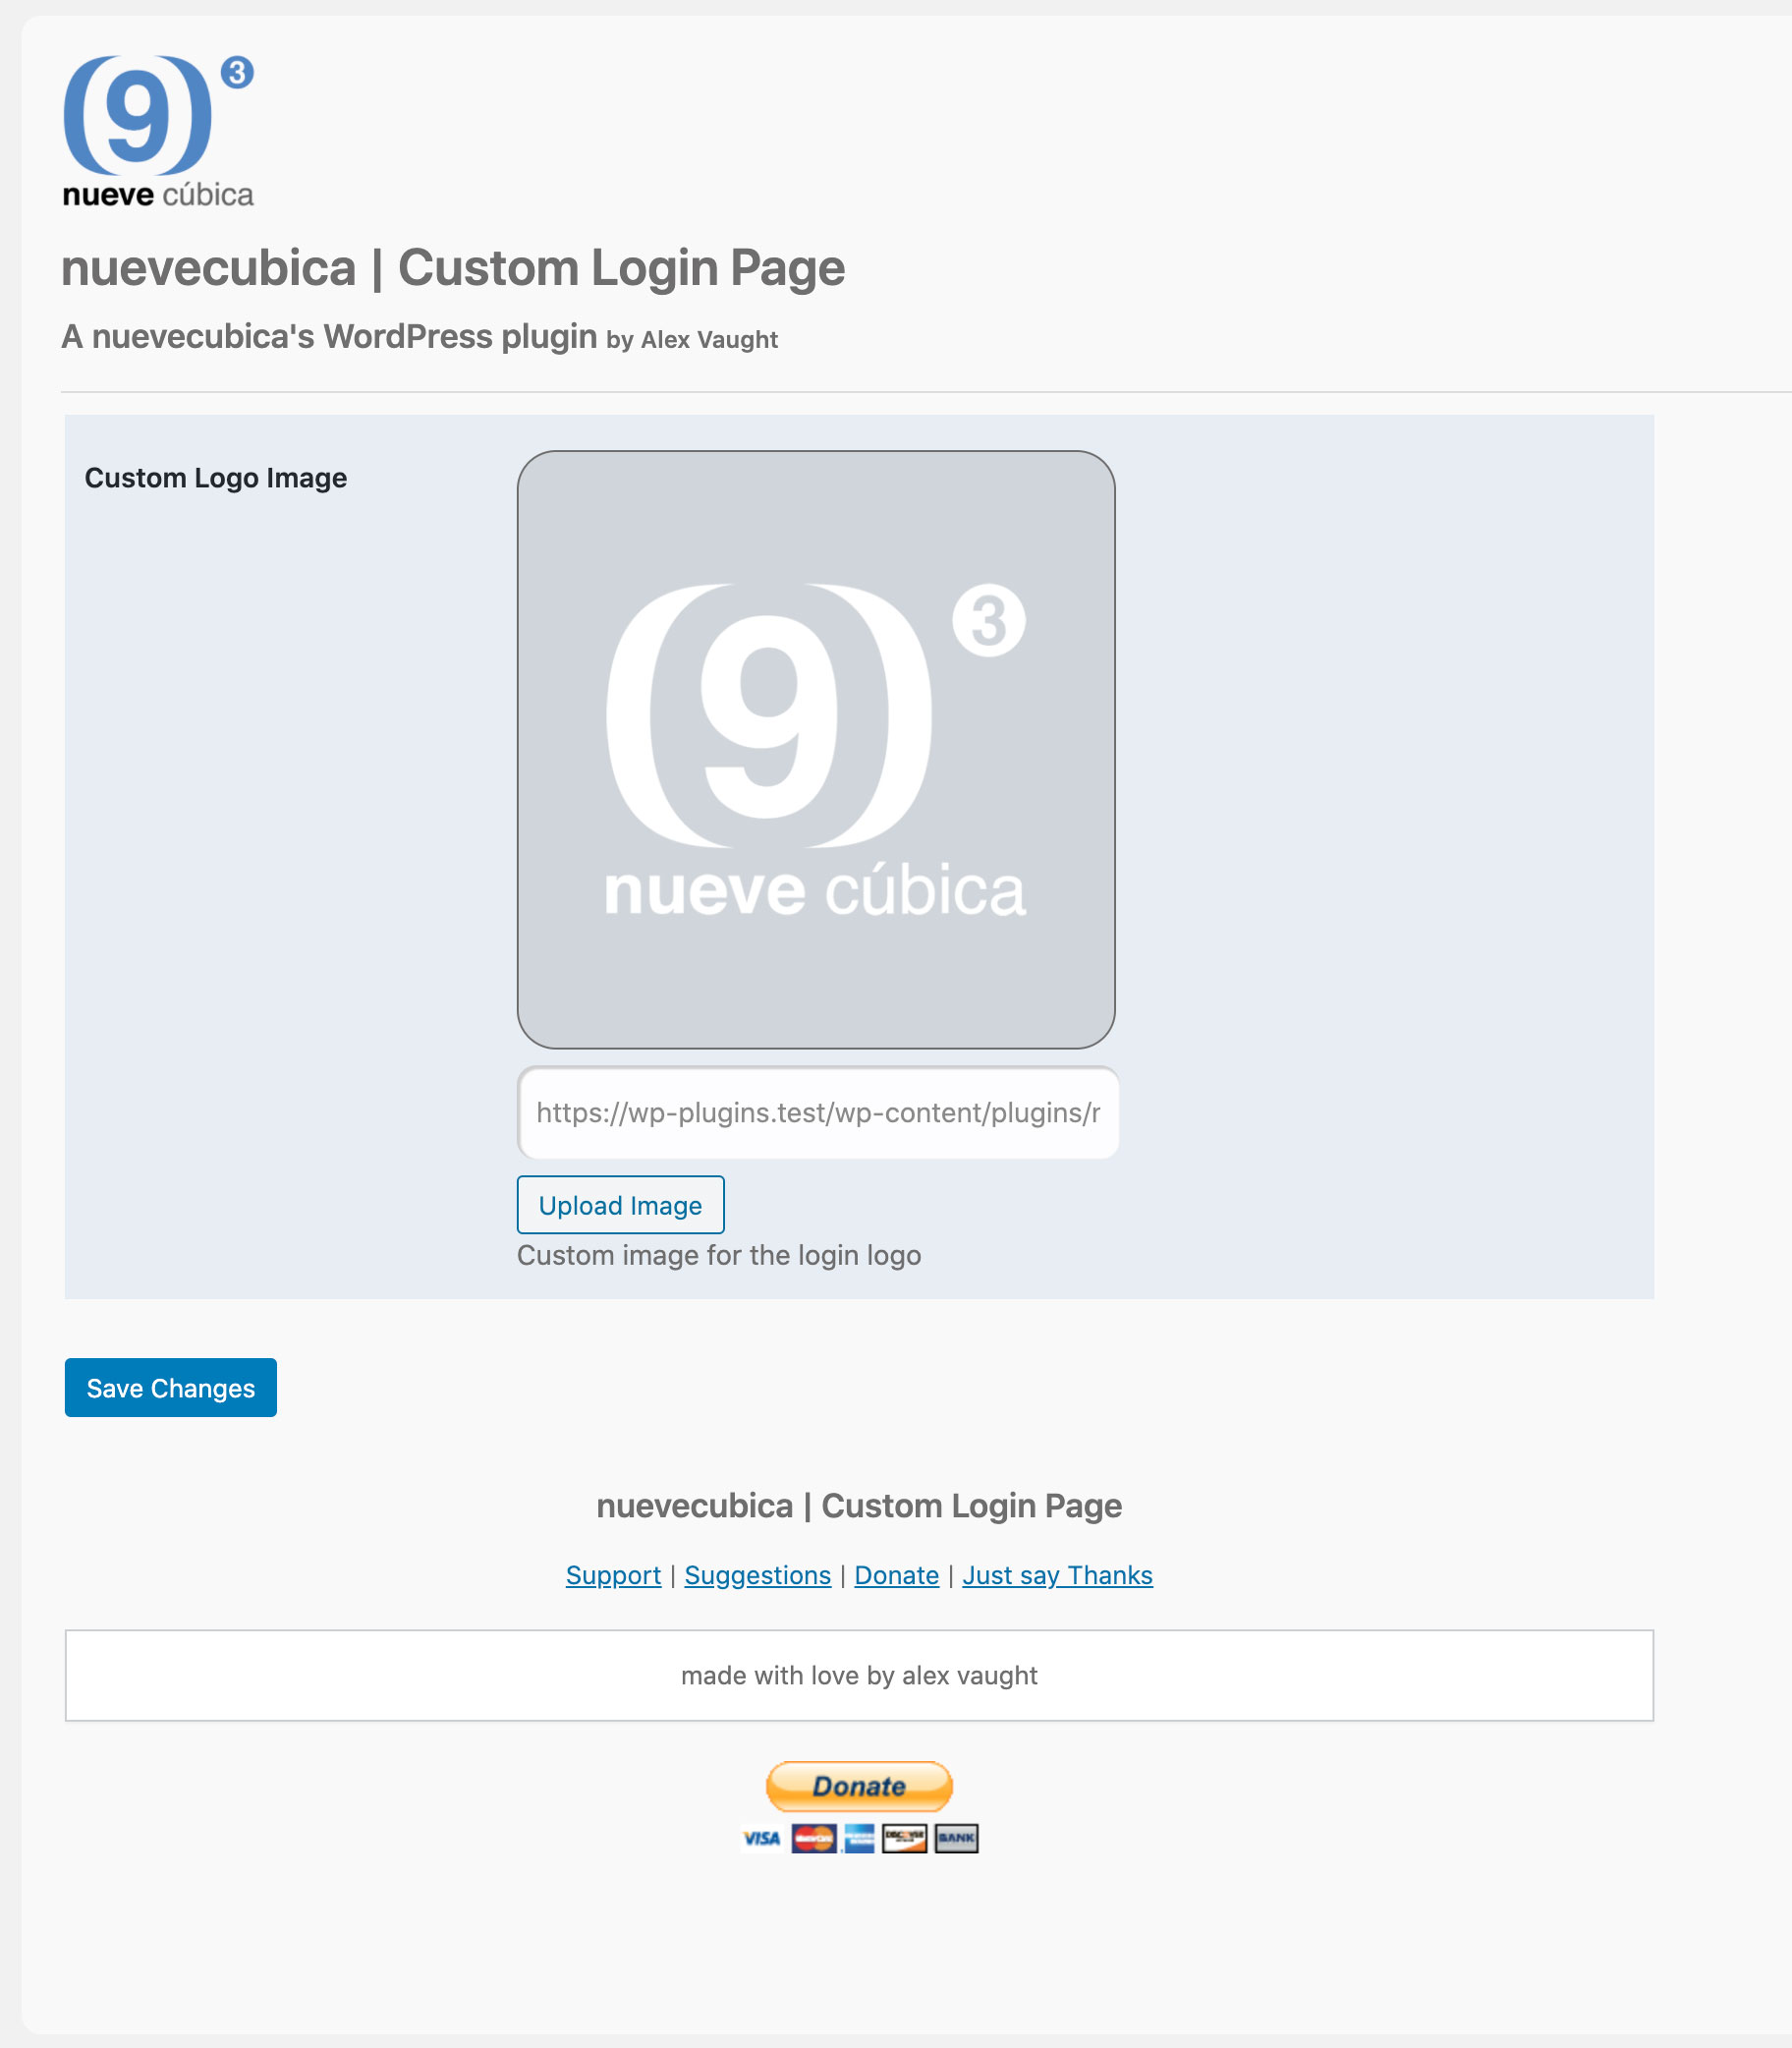 (9)3
nueve cúbica
nuevecubica | Custom Login Page
A nuevecubica's WordPress plugin by Alex Vaught
Custom Logo Image
(9)3
nueve cúbica
https://wp-plugins.test/wp-content/plugins/r
Upload Image
Custom image for the login logo
Save Changes
nuevecubica | Custom Login Page
Support | Suggestions | Donate | Just say Thanks
made with love by alex vaught
Donate
VISA MasterCard DISCOVER BANK